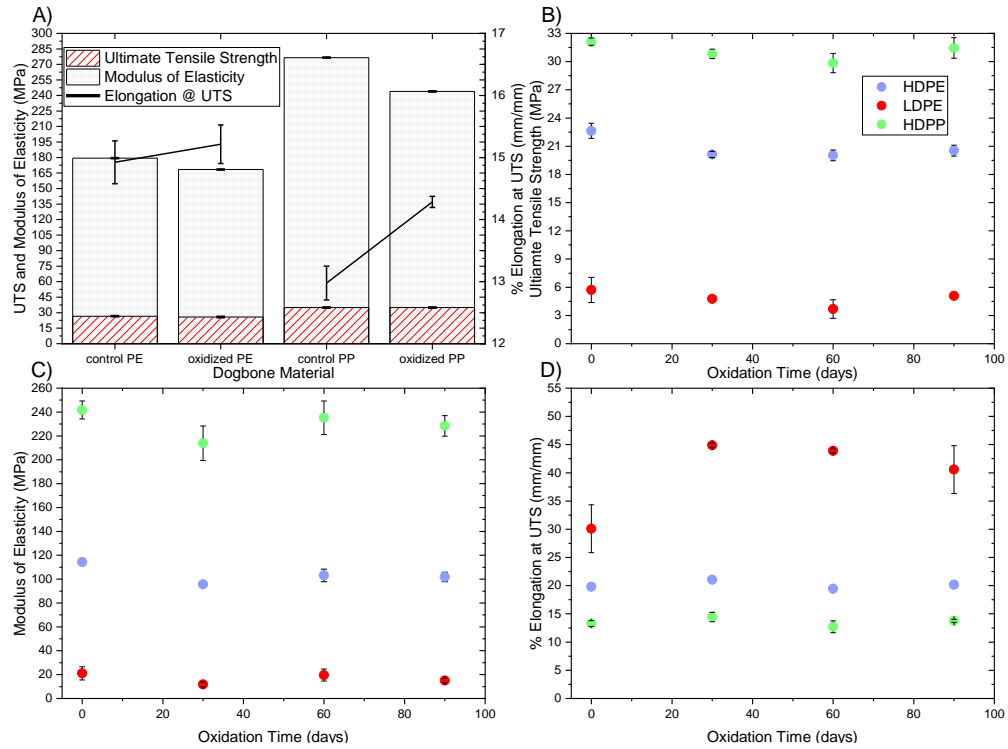 A)
UTS and Modulus of Elasticity (MPa)
300
285
270
255
240
225
210
195
180
165
150
135
120
105
90
75
60
45
30
15
0
Ultimate Tensile Strength
Modulus of Elasticity
Elongation @ UTS
17
16
15
14
13
12
% Elongation at UTS (mm/mm)
control PE oxidized PE control PP oxidized PP
Dogbone Material
B)
Ultiamte Tensile Strength (MPa)
33
30
27
24
21
18
15
12
9
6
3
0
HDPE
LDPE
HDPP
0 20 40 60 80 100
Oxidation Time (days)
C)
Modulus of Elasticity (MPa)
260
240
220
200
180
160
140
120
100
80
60
40
20
0
0 20 40 60 80 100
Oxidation Time (days)
D)
% Elongation at UTS (mm/mm)
55
50
45
40
35
30
25
20
15
10
5
0
0 20 40 60 80 100
Oxidation Time (days)